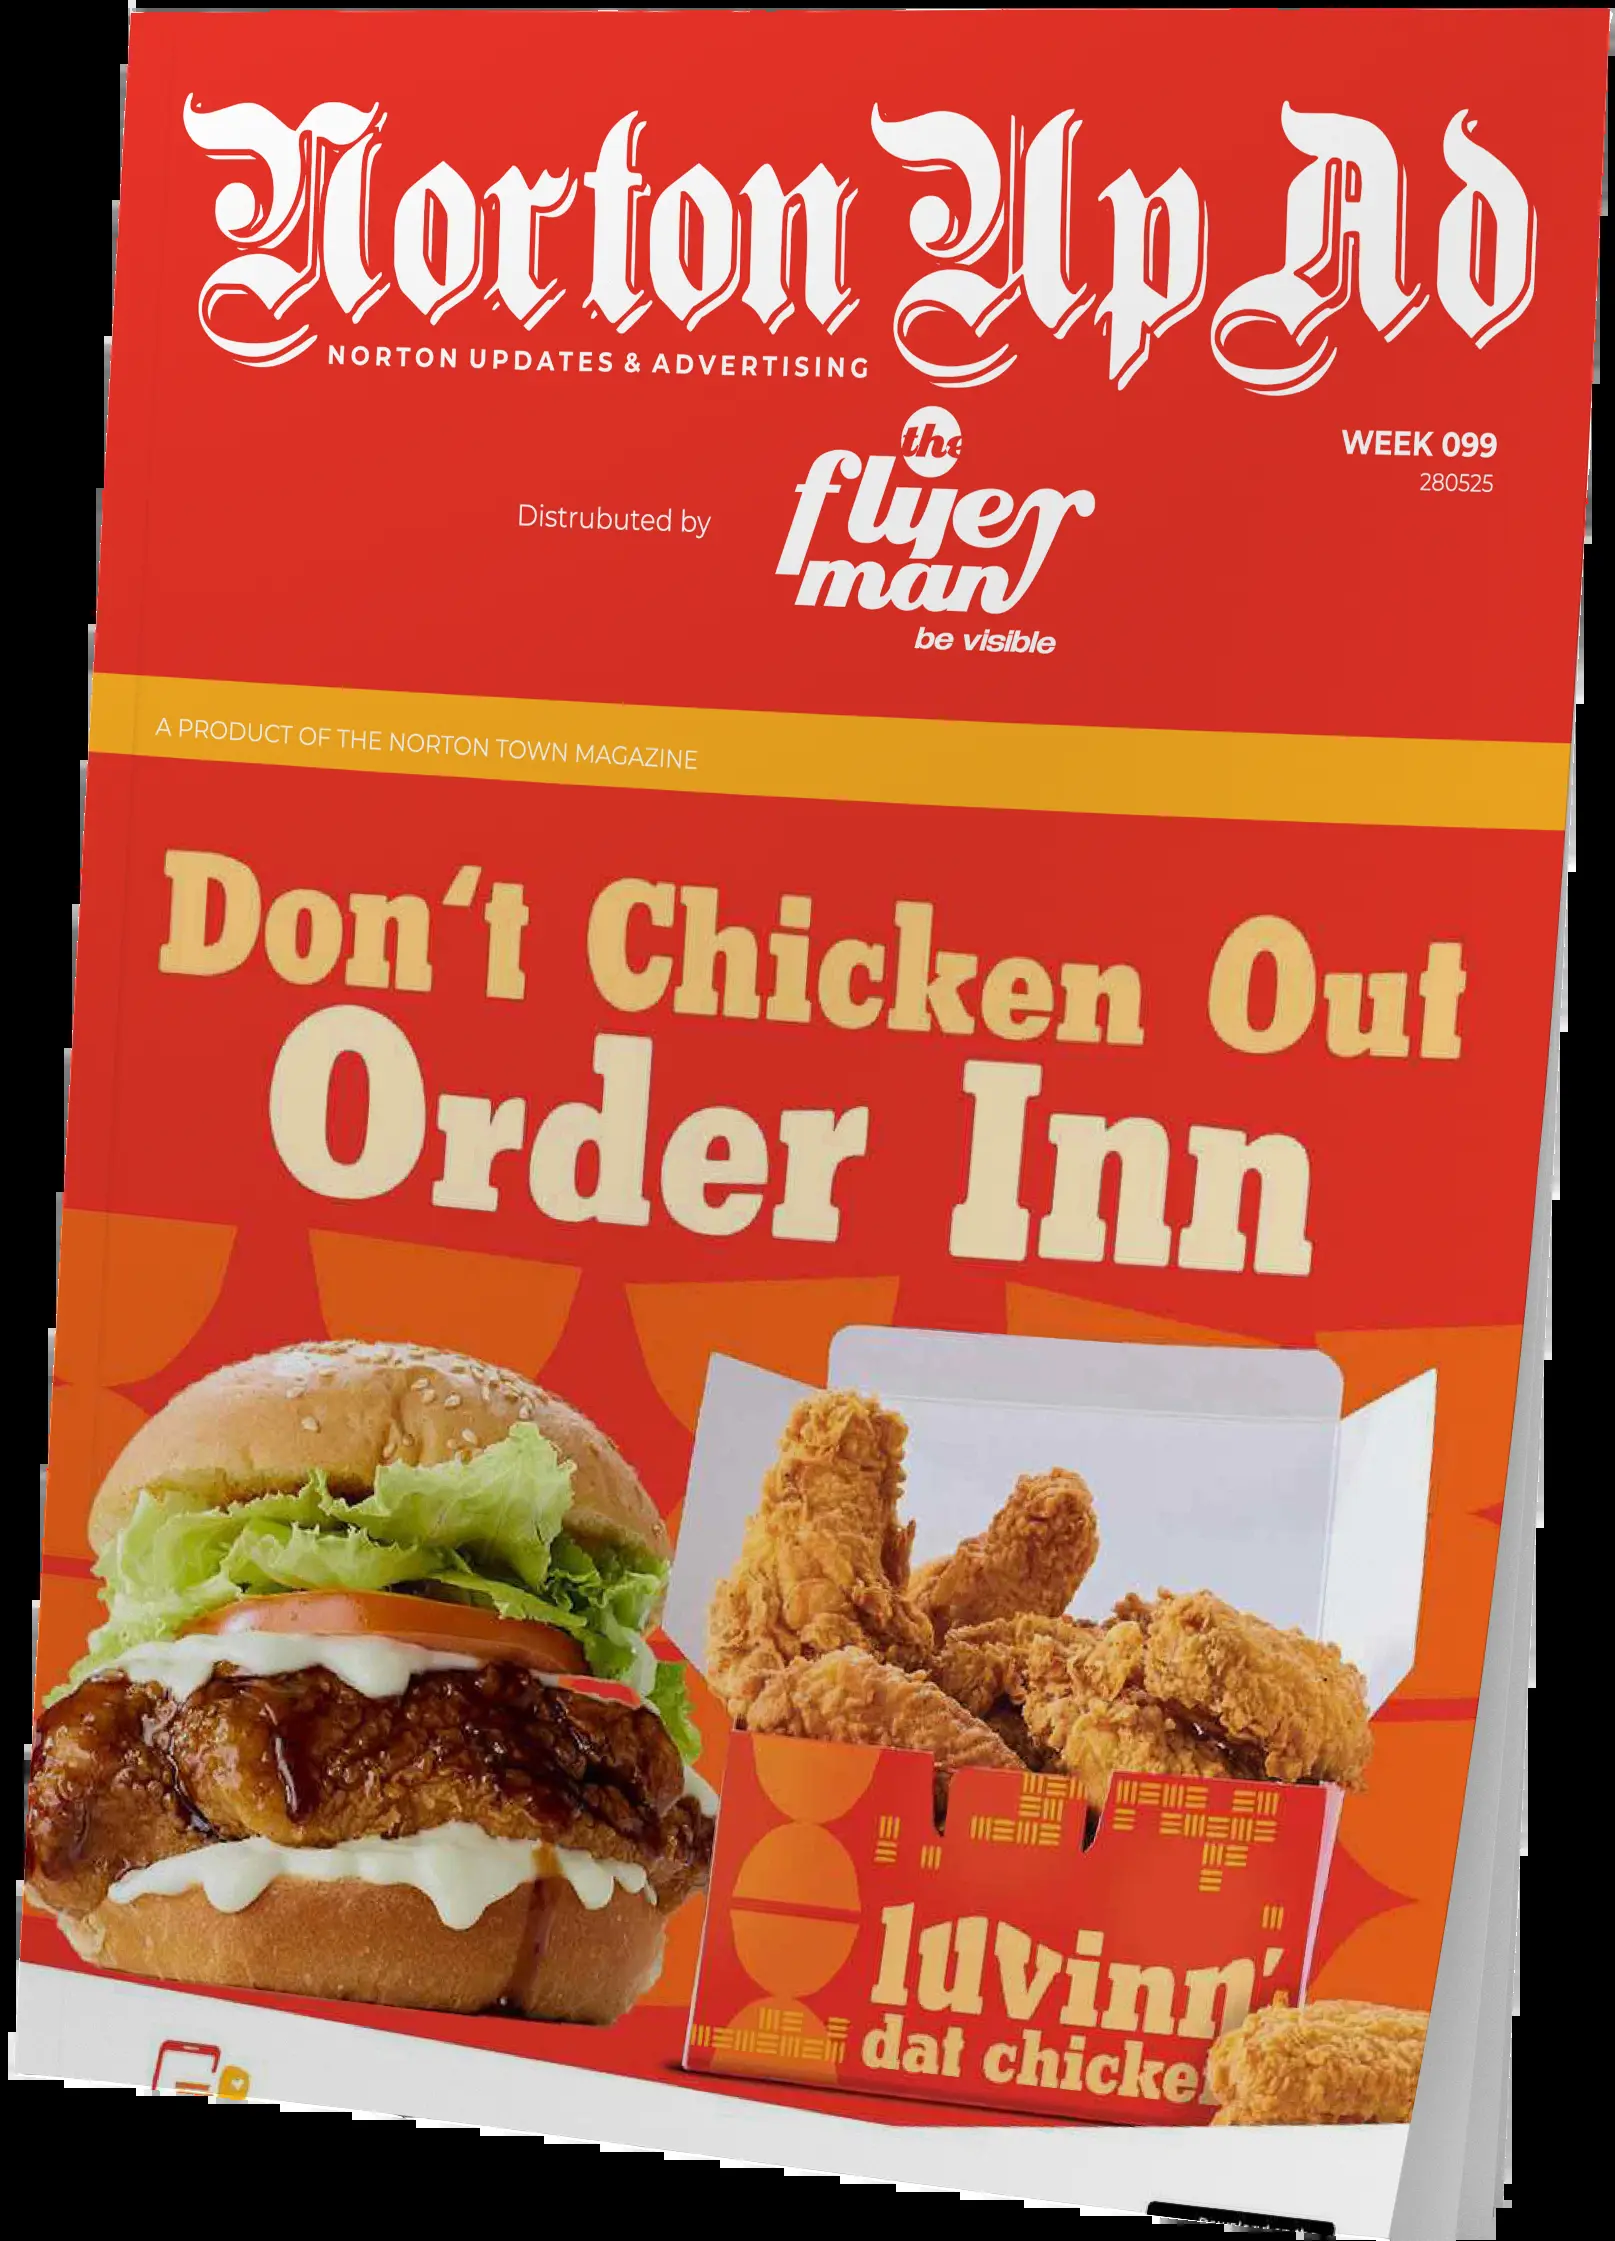 Norton Up Ad
NORTON UPDATES & ADVERTISING
the
flyer
man
be visible
Distrubuted by
WEEK 099
280525
A PRODUCT OF THE NORTON TOWN MAGAZINE
Don‘t Chicken Out
Order Inn
luvinn'
dat chicke